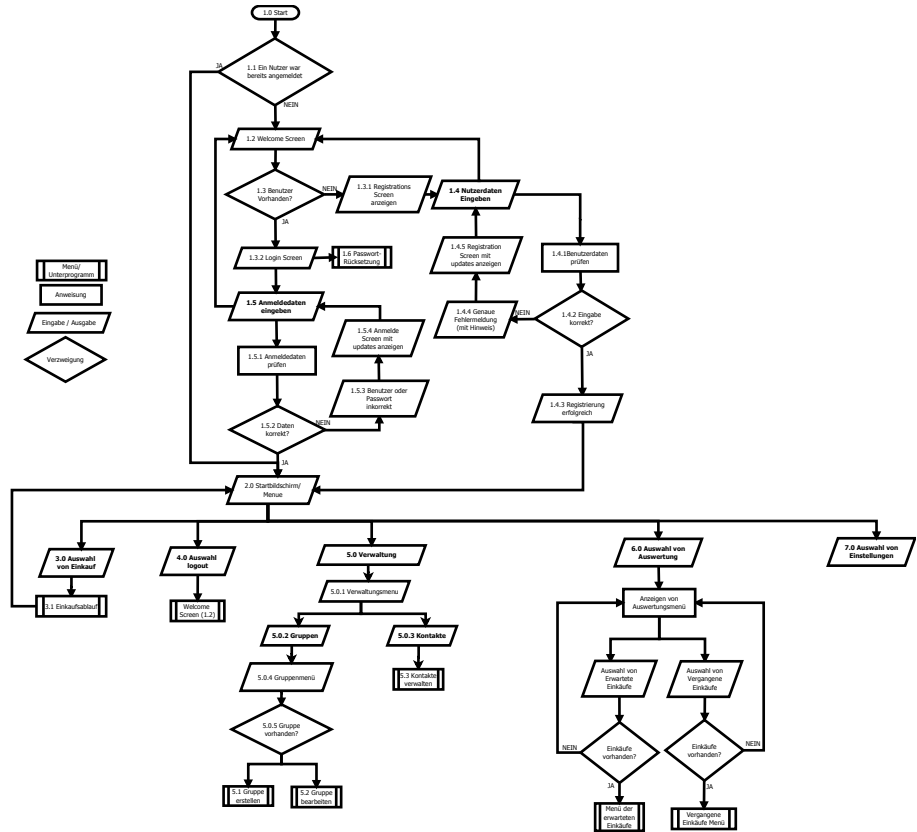 1.0 Start
1.1 Ein Nutzer war
bereits angemeldet
JA
NEIN
1.2 Welcome Screen
1.3 Benutzer
Vorhanden?
NEIN
JA
1.3.1 Registrations
Screen
anzeigen
1.4 Nutzerdaten
Eingeben
1.3.2 Login Screen
1.6 Passwort-
Rücksetzung
1.4.5 Registration
Screen mit
updates anzeigen
1.4.1Benutzerdaten
prüfen
1.5 Anmeldedaten
eingeben
1.5.4 Anmelde
Screen mit
updates anzeigen
1.4.4 Genaue
Fehlermeldung
(mit Hinweis)
NEIN
1.4.2 Eingabe
korrekt?
JA
1.5.1 Anmeldedaten
prüfen
1.5.3 Benutzer oder
Passwort
inkorrekt
1.4.3 Registrierung
erfolgreich
1.5.2 Daten
korrekt?
NEIN
JA
Menü/
Unterprogramm
Anweisung
Eingabe / Ausgabe
Verzweigung
2.0 Startbildschirm/
Menue
3.0 Auswahl
von Einkauf
3.1 Einkaufsablauf
4.0 Auswahl
logout
Welcome
Screen (1.2)
5.0 Verwaltung
5.0.1 Verwaltungsmenu
5.0.2 Gruppen
5.0.3 Kontakte
5.0.4 Gruppenmenü
5.3 Kontakte
verwalten
5.0.5 Gruppe
vorhanden?
5.1 Gruppe
erstellen
5.2 Gruppe
bearbeiten
6.0 Auswahl von
Auswertung
Anzeigen von
Auswertungsmenü
Auswahl von
Erwartete
Einkäufe
Auswahl von
Vergangene
Einkäufe
NEIN
Einkäufe
vorhanden?
Einkäufe
vorhanden?
NEIN
JA
JA
Menü der
erwarteten
Einkäufe
Vergangene
Einkäufe Menü
7.0 Auswahl von
Einstellungen